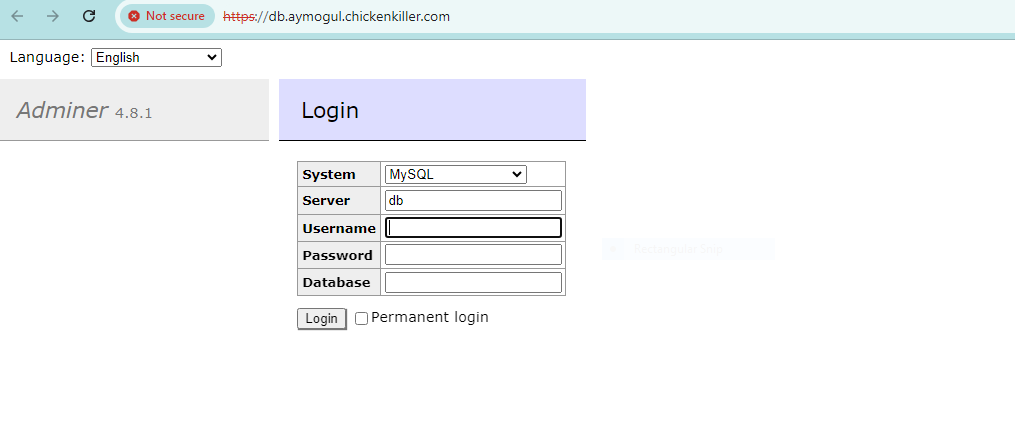 Not secure https://db.aymogul.chickenkiller.com
Language: English
Adminer 4.8.1
Login
System MySQL
Server db
Username
Password
Database
Login Permanent login
Rectangular Snip